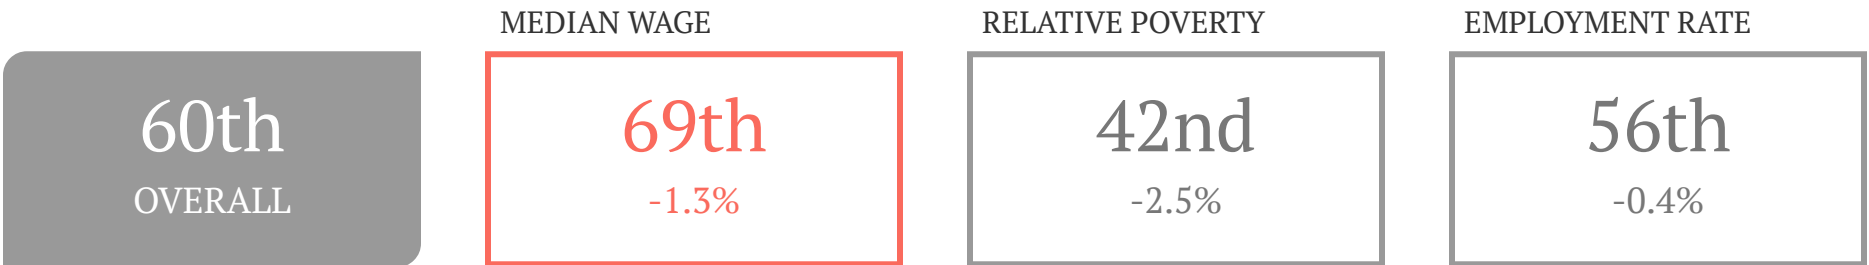 MEDIAN WAGE
RELATIVE POVERTY
EMPLOYMENT RATE
60th
OVERALL
69th
-1.3%
42nd
-2.5%
56th
-0.4%